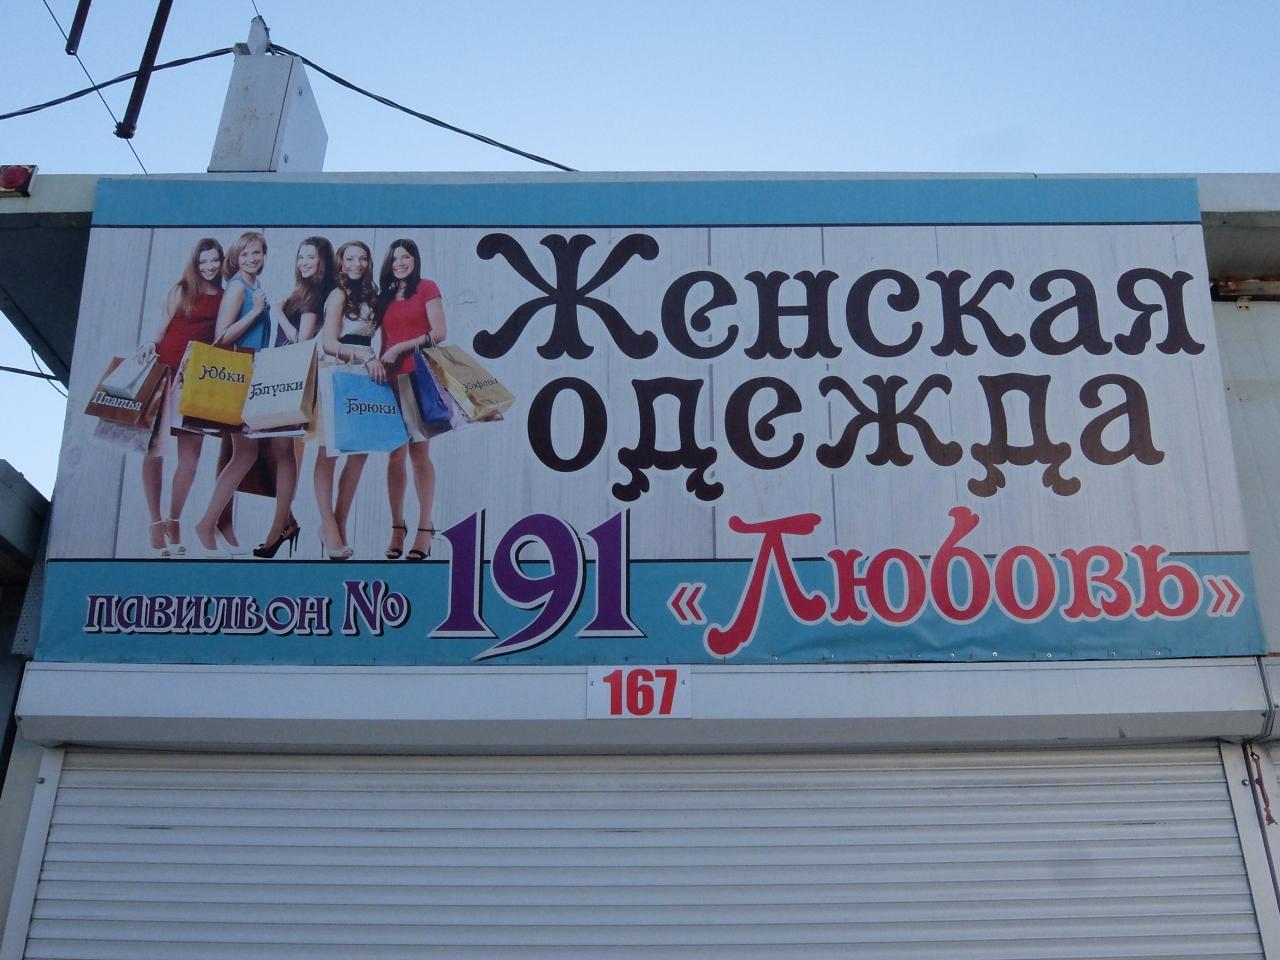 Женская
одежда
Платья
Юбки
Блузки
Брюки
Кофты
павильон № 191 «Любовь»
167